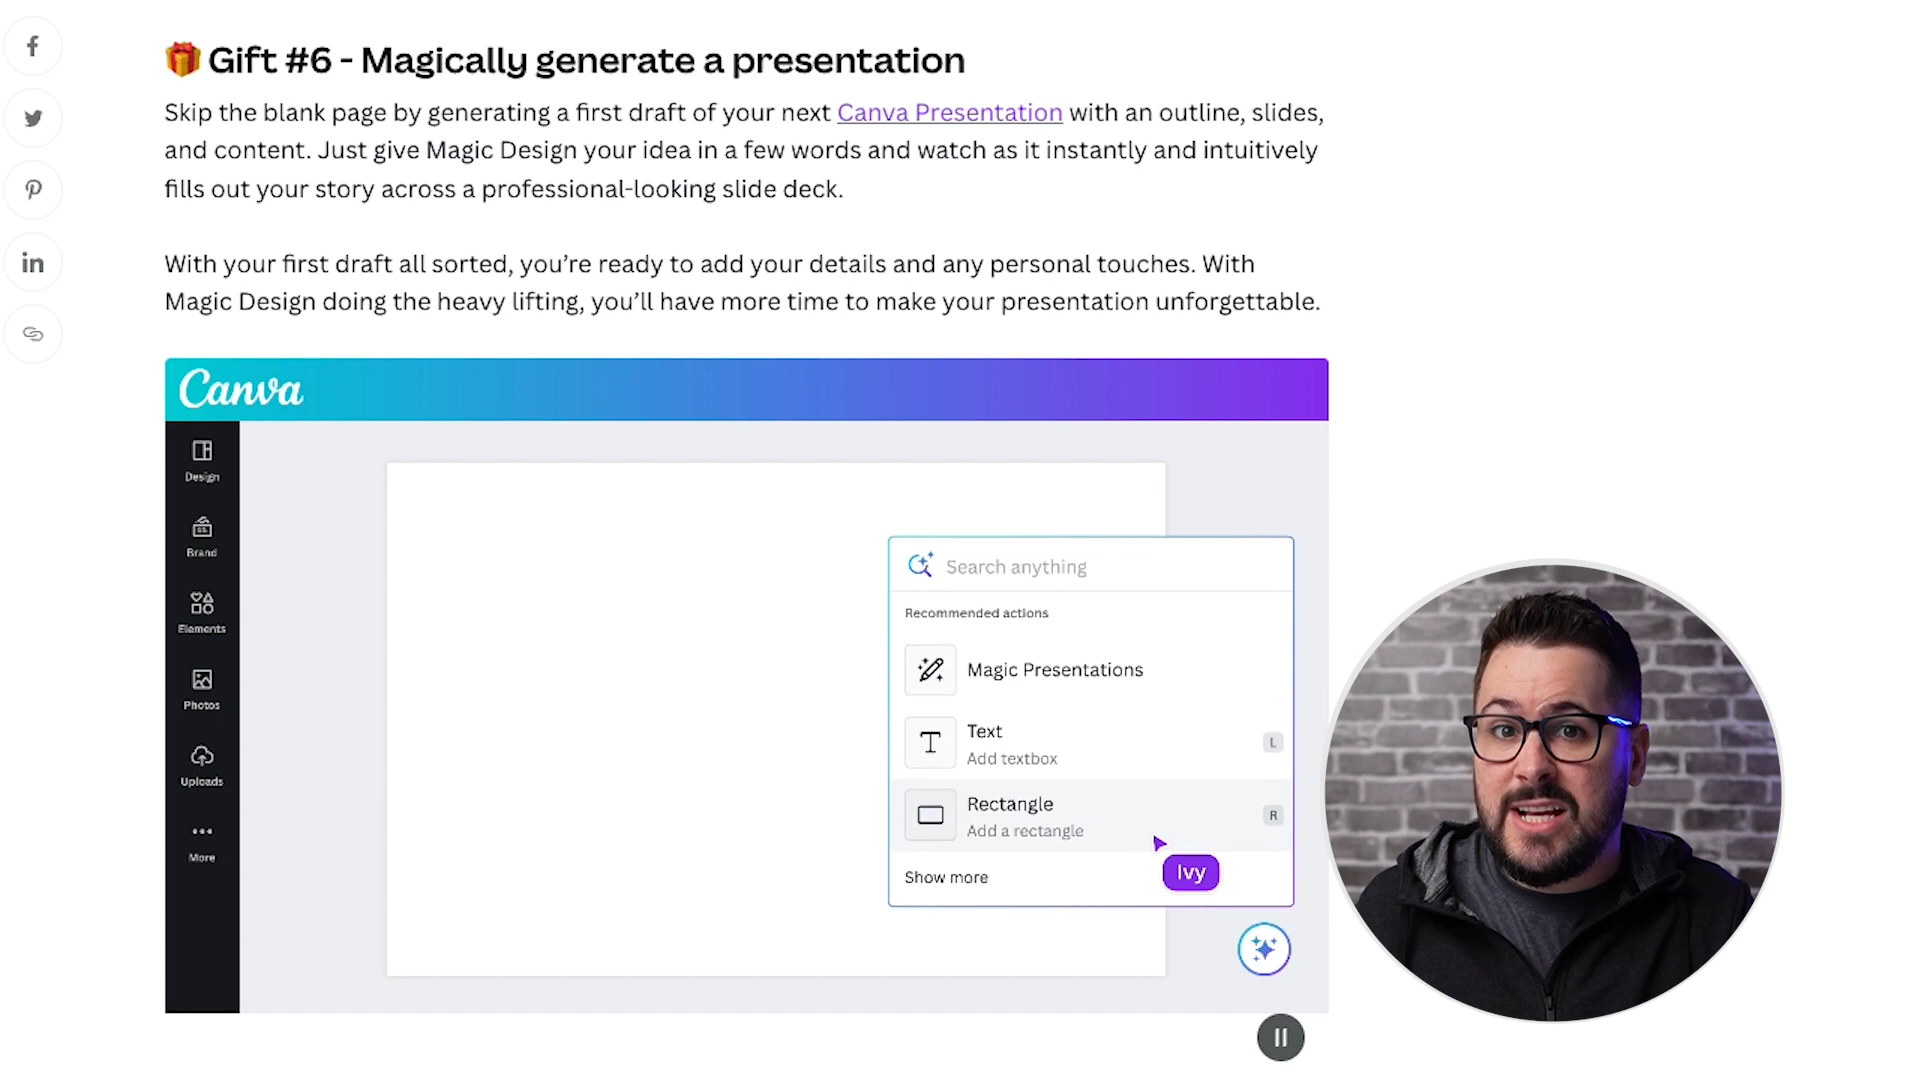 Gift #6 - Magically generate a presentation
Skip the blank page by generating a first draft of your next Canva Presentation with an outline, slides,
and content. Just give Magic Design your idea in a few words and watch as it instantly and intuitively
fills out your story across a professional-looking slide deck.
With your first draft all sorted, you’re ready to add your details and any personal touches. With
Magic Design doing the heavy lifting, you’ll have more time to make your presentation unforgettable.
Canva
Design
Brand
Elements
Photos
Uploads
More
Search anything
Recommended actions
Magic Presentations
Text
Add textbox
L
Rectangle
Add a rectangle
R
Show more
Ivy